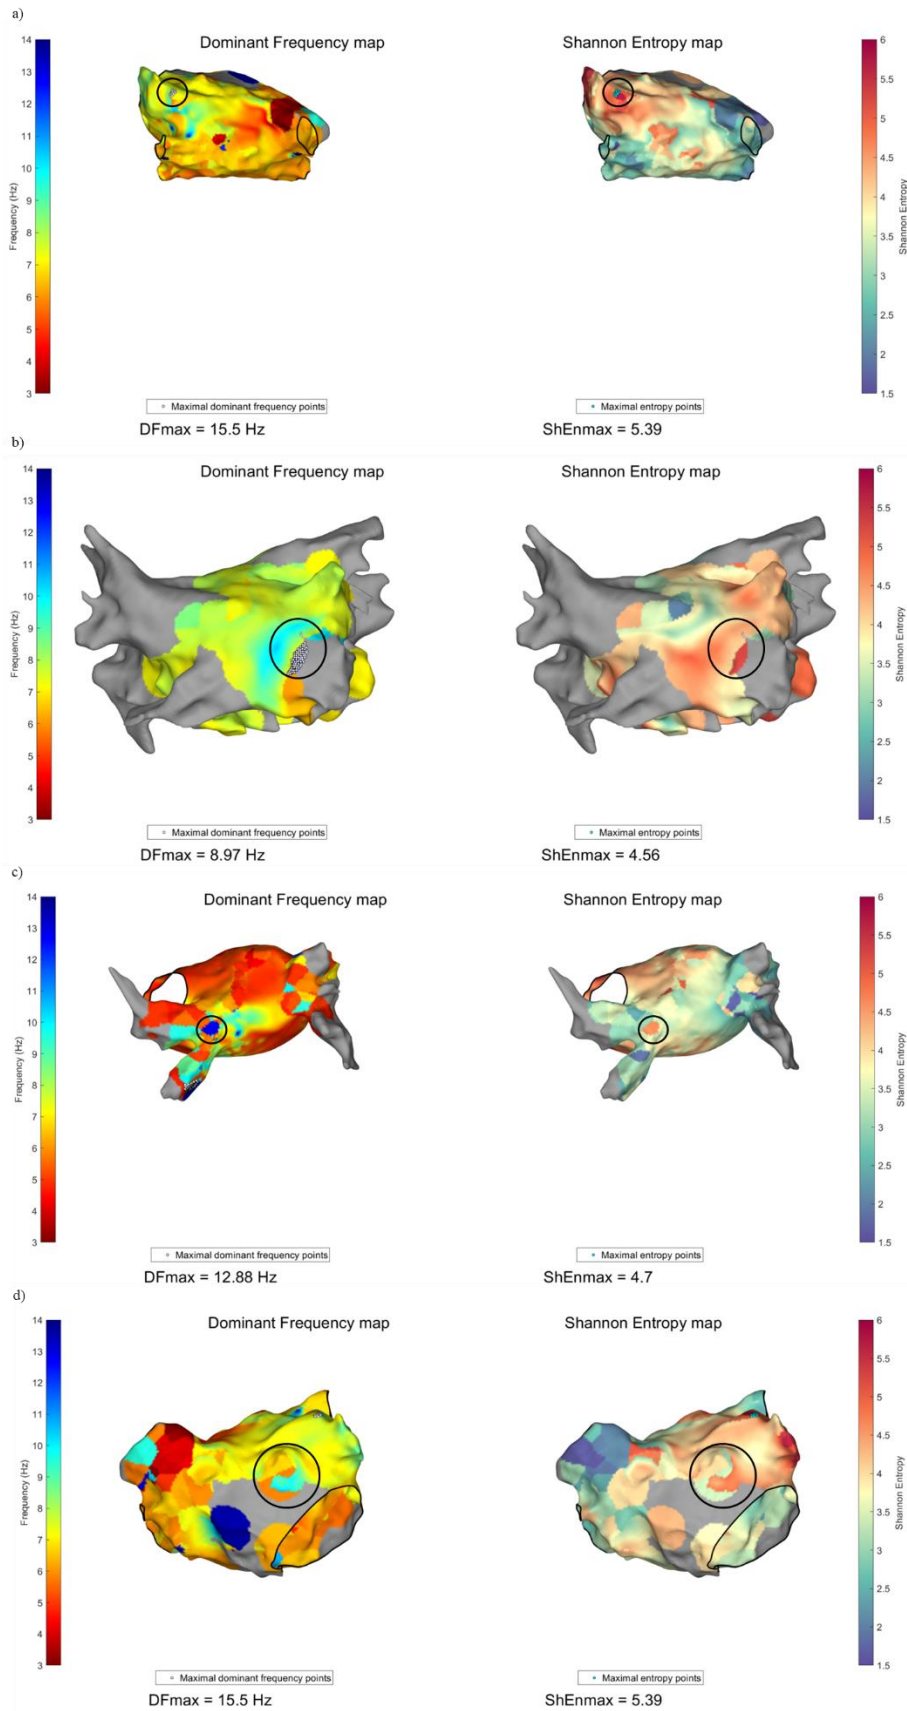 a)
Dominant Frequency map
Shannon Entropy map
14
13
12
11
10
9
8
7
6
5
4
3
Frequency (Hz)
6
5.5
5
4.5
4
3.5
3
2.5
2
1.5
Shannon Entropy
Maximal dominant frequency points
Maximal entropy points
DFmax = 15.5 Hz
ShEnmax = 5.39
b)
Dominant Frequency map
Shannon Entropy map
14
13
12
11
10
9
8
7
6
5
4
3
Frequency (Hz)
6
5.5
5
4.5
4
3.5
3
2.5
2
1.5
Shannon Entropy
Maximal dominant frequency points
Maximal entropy points
DFmax = 8.97 Hz
ShEnmax = 4.56
c)
Dominant Frequency map
Shannon Entropy map
14
13
12
11
10
9
8
7
6
5
4
3
Frequency (Hz)
6
5.5
5
4.5
4
3.5
3
2.5
2
1.5
Shannon Entropy
Maximal dominant frequency points
Maximal entropy points
DFmax = 12.88 Hz
ShEnmax = 4.7
d)
Dominant Frequency map
Shannon Entropy map
14
13
12
11
10
9
8
7
6
5
4
3
Frequency (Hz)
6
5.5
5
4.5
4
3.5
3
2.5
2
1.5
Shannon Entropy
Maximal dominant frequency points
Maximal entropy points
DFmax = 15.5 Hz
ShEnmax = 5.39